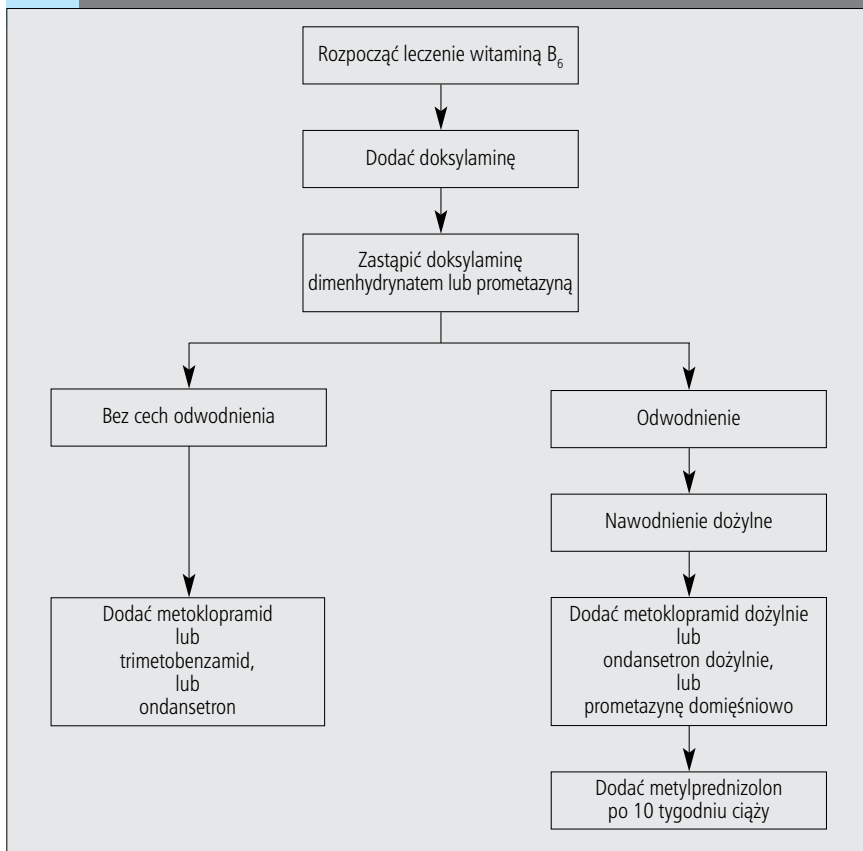 Rozpocząć leczenie witaminą B₆
Dodać doksylaminę
Zastąpić doksylaminę
dimenhydrynatem lub prometazyną
Bez cech odwodnienia
Odwodnienie
Nawodnienie dożylne
Dodać metoklopramid
lub
trimetobenzamid,
lub
ondansetron
Dodać metoklopramid dożylnie
lub
ondansetron dożylnie,
lub
prometazynę domięśniowo
Dodać metylprednizolon
po 10 tygodniu ciąży